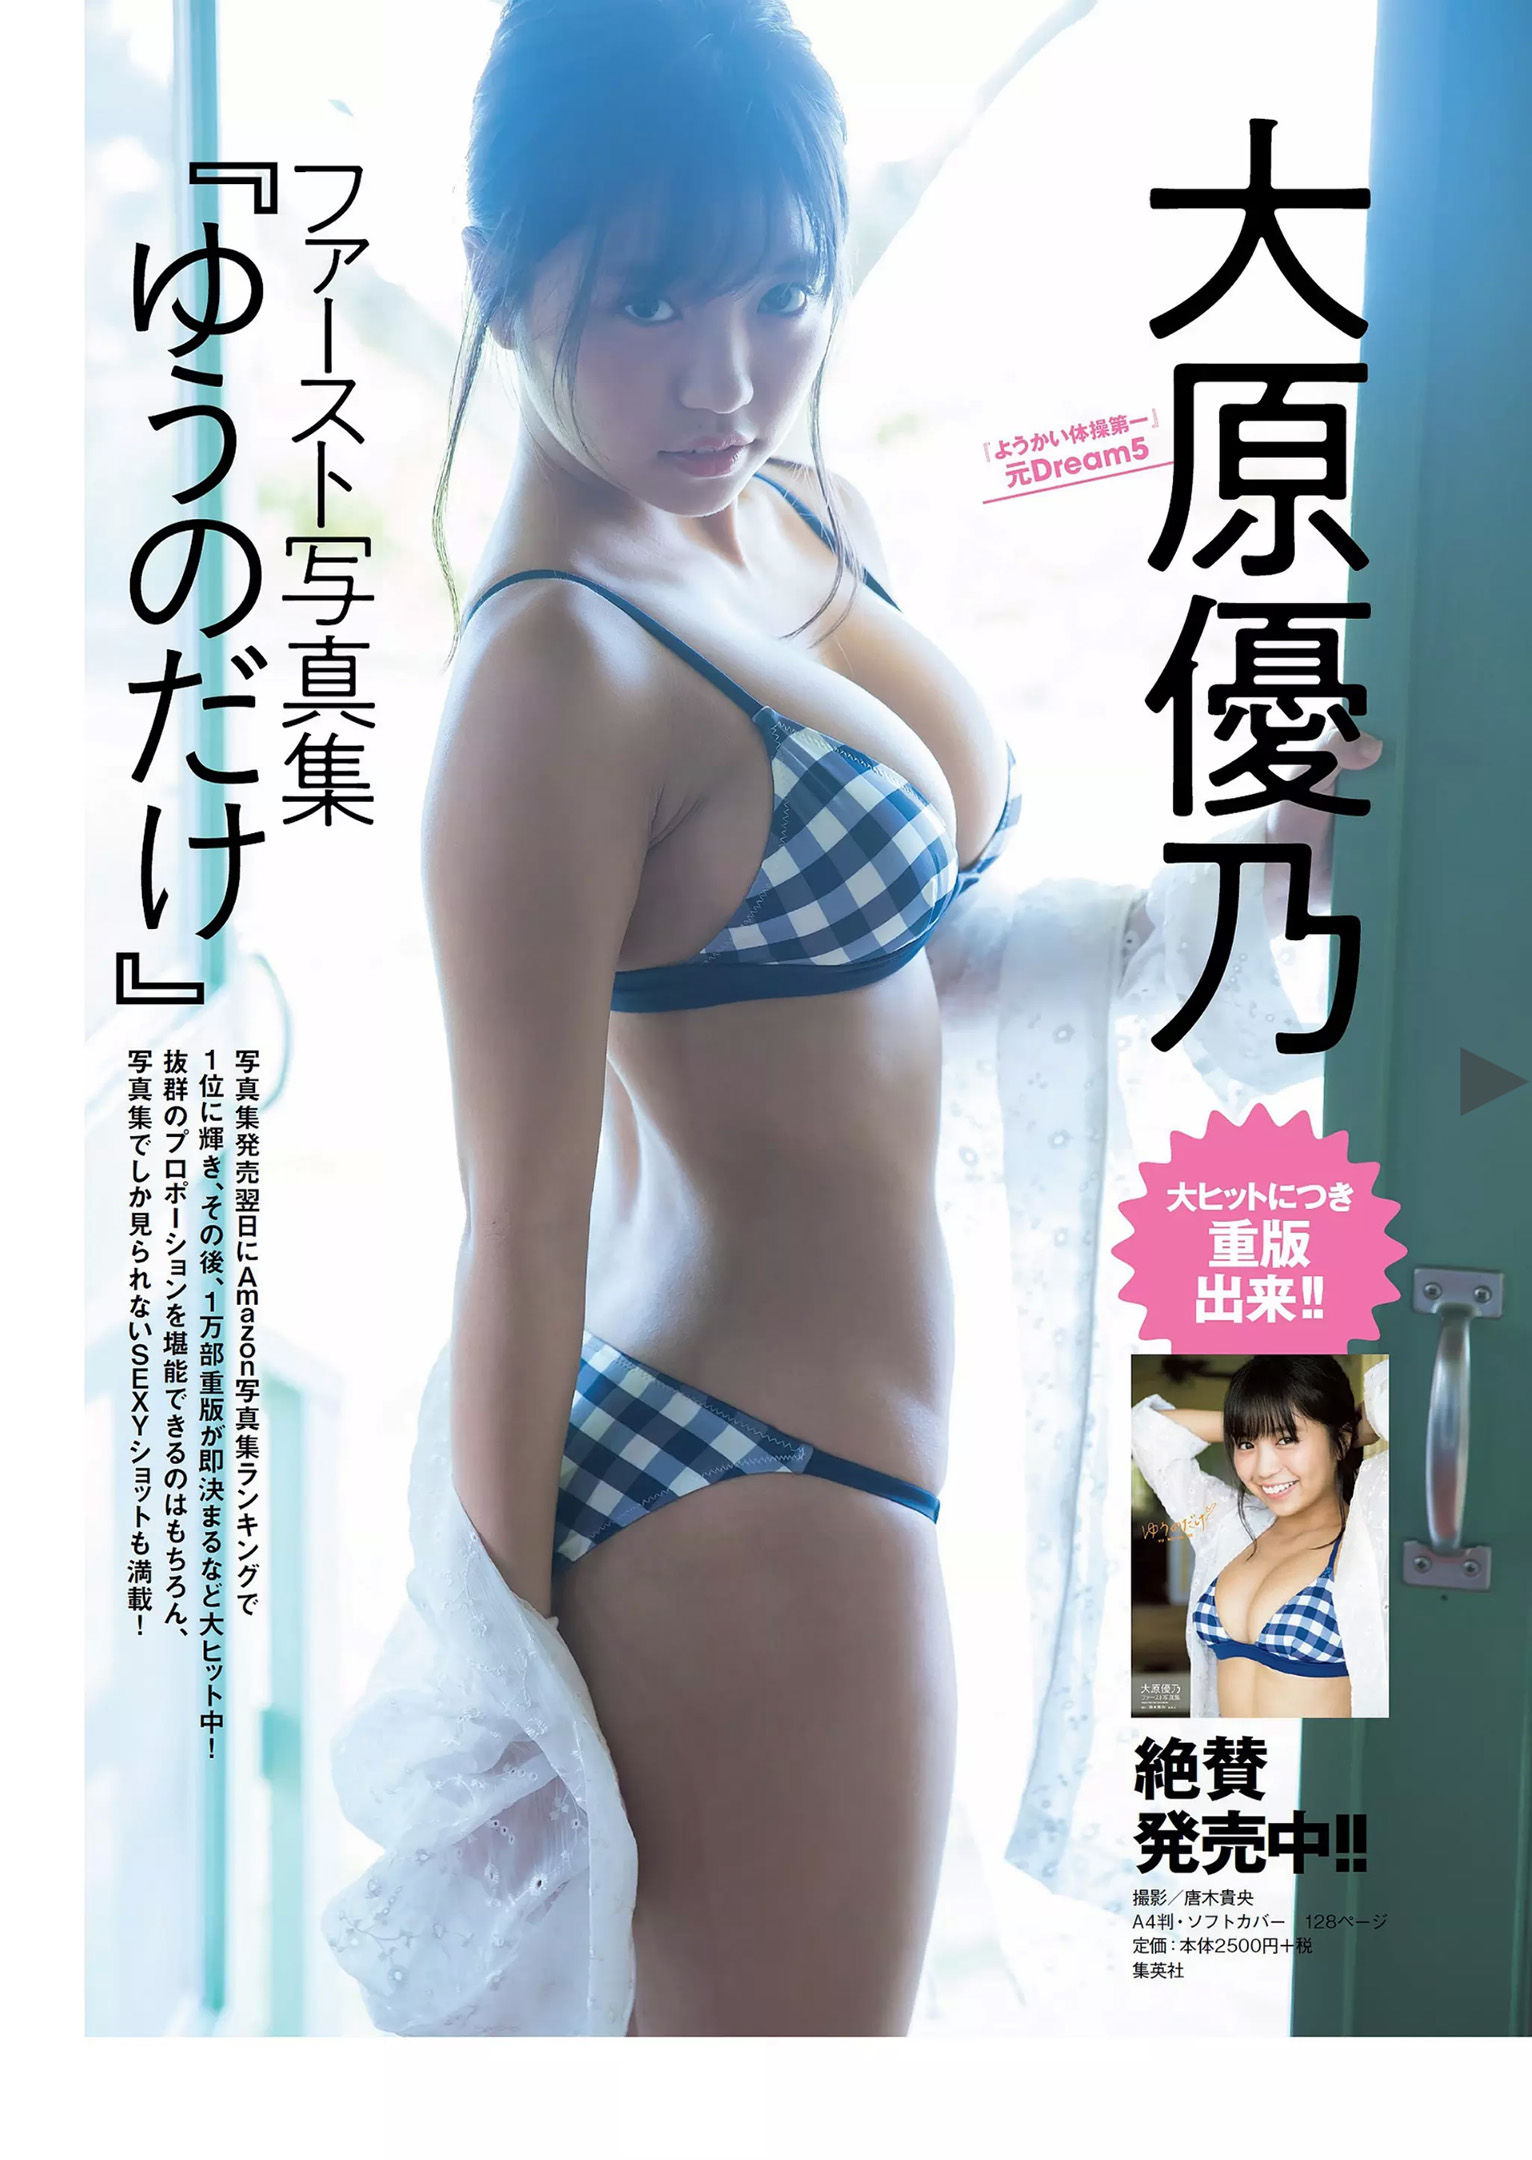 大原優乃
『ようかい体操第一』
元Dream5
ファースト写真集
『ゆうのだけ』
写真集発売翌日にAmazon写真集ランキングで
1位に輝き、その後、1万部重版が即決まるなど大ヒット中！
抜群のプロポーションを堪能できるのはもちろん、
写真集でしか見られないSEXYショットも満載！
大ヒットにつき
重版
出来!!
ゆうのだけ
大原優乃
ファースト写真集
絶賛
発売中!!
撮影／唐木貴央
A4判・ソフトカバー　128ページ
定価：本体2500円＋税
集英社